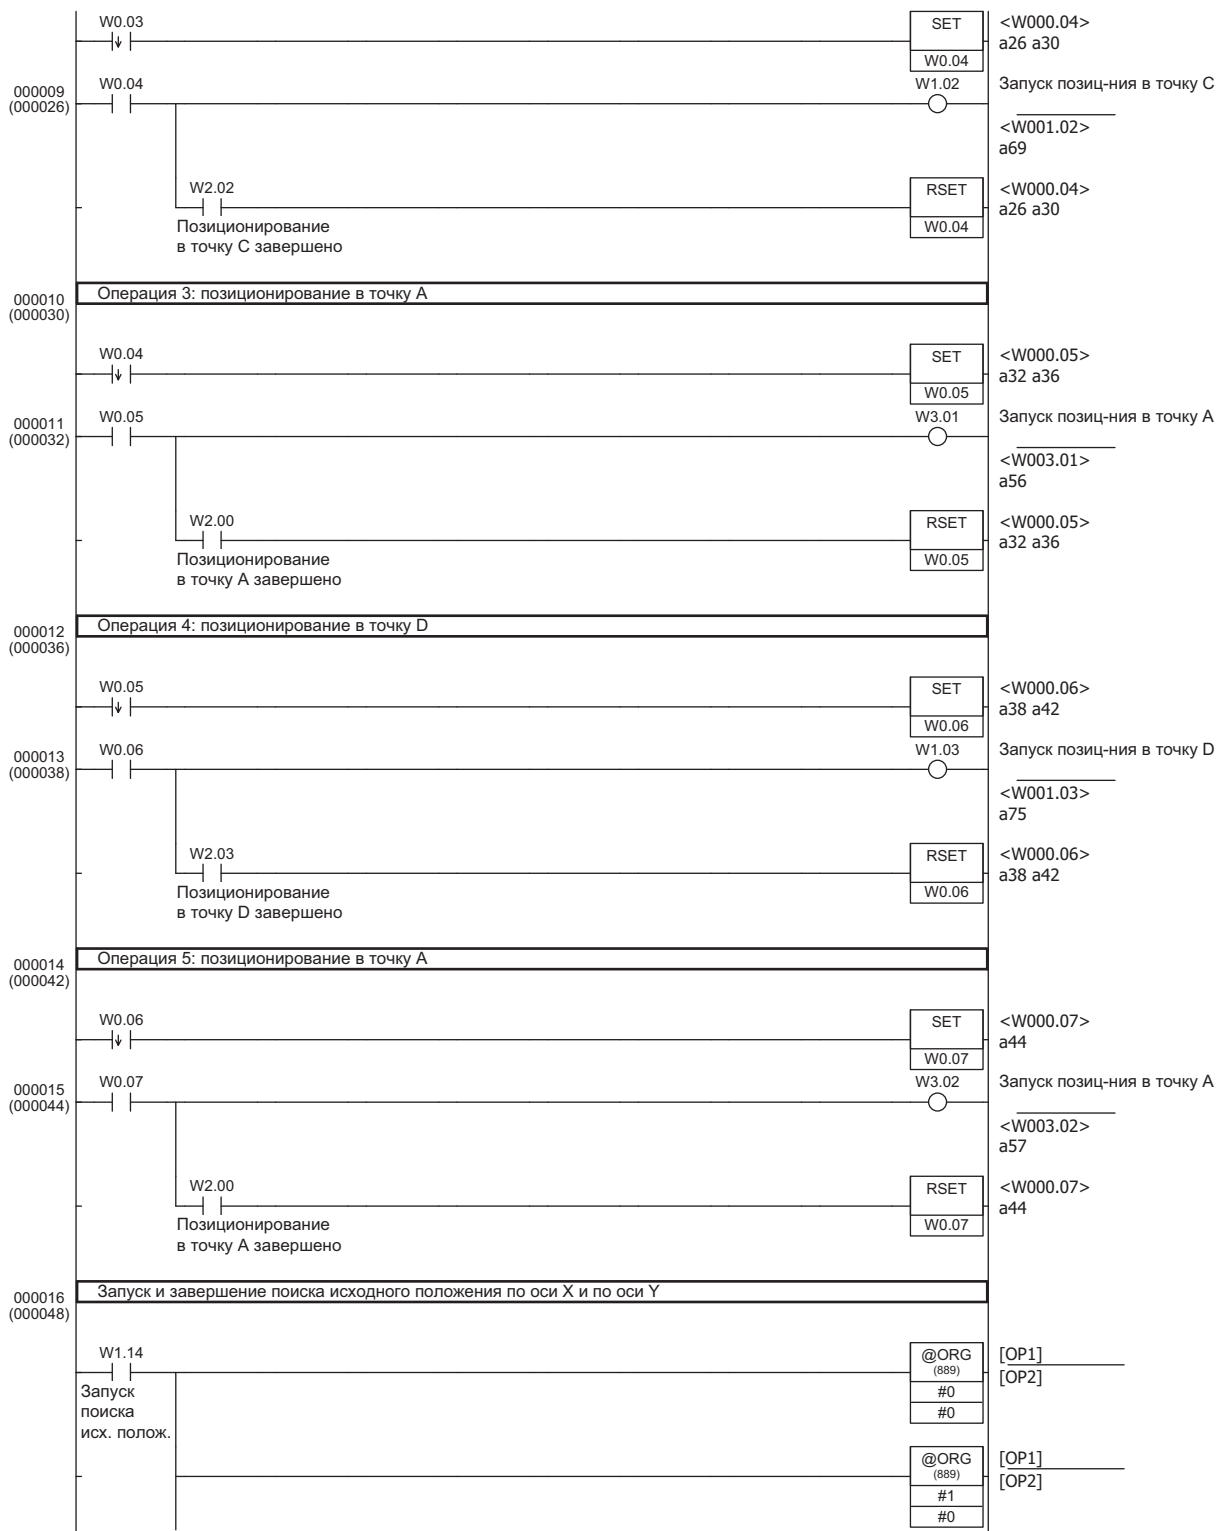 W0.03
SET
W0.04
<W000.04>
a26 a30
000009
(000026)
W0.04
W1.02
Запуск позиц-ния в точку C
<W001.02>
a69
W2.02
Позиционирование
в точку C завершено
RSET
W0.04
<W000.04>
a26 a30
000010
(000030)
Операция 3: позиционирование в точку A
W0.04
SET
W0.05
<W000.05>
a32 a36
000011
(000032)
W0.05
W3.01
Запуск позиц-ния в точку A
<W003.01>
a56
W2.00
Позиционирование
в точку A завершено
RSET
W0.05
<W000.05>
a32 a36
000012
(000036)
Операция 4: позиционирование в точку D
W0.05
SET
W0.06
<W000.06>
a38 a42
000013
(000038)
W0.06
W1.03
Запуск позиц-ния в точку D
<W001.03>
a75
W2.03
Позиционирование
в точку D завершено
RSET
W0.06
<W000.06>
a38 a42
000014
(000042)
Операция 5: позиционирование в точку A
W0.06
SET
W0.07
<W000.07>
a44
000015
(000044)
W0.07
W3.02
Запуск позиц-ния в точку A
<W003.02>
a57
W2.00
Позиционирование
в точку A завершено
RSET
W0.07
<W000.07>
a44
000016
(000048)
Запуск и завершение поиска исходного положения по оси X и по оси Y
W1.14
Запуск
поиска
исх. полож.
@ORG
(889)
#0
#0
[OP1]
[OP2]
@ORG
(889)
#1
#0
[OP1]
[OP2]